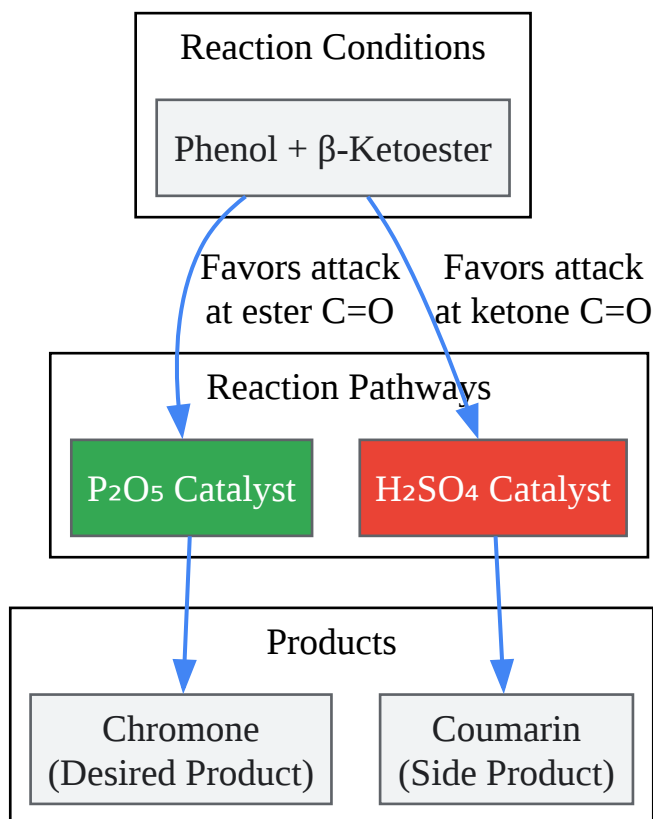 Reaction Conditions
Phenol + β-Ketoester
Favors attack
at ester C=O
Favors attack
at ketone C=O
Reaction Pathways
P₂O₅ Catalyst
H₂SO₄ Catalyst
Products
Chromone
(Desired Product)
Coumarin
(Side Product)